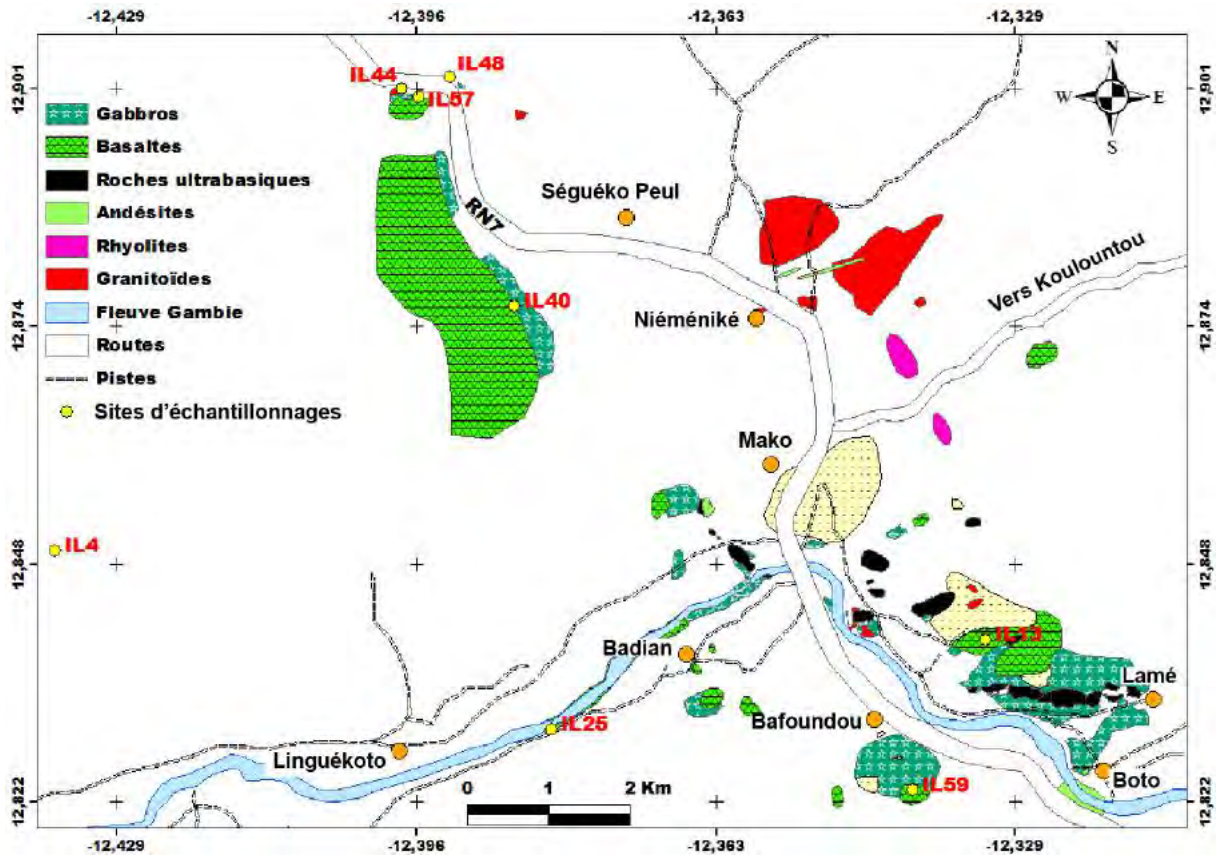 -12,429 -12,396 -12,363 -12,329
12,901 12,901
IL44 IL48
IL57
N
W E
S
Gabbros
Basaltes
Roches ultrabasiques
Andésites
Rhyolites
Granitoïdes
Fleuve Gambie
Routes
Pistes
Sites d'échantillonnages
Séguéko Peul
RN7
Vers Koulountou
IL40
Niéméniké
12,874 12,874
Mako
IL4
12,848 12,848
IL13
Badian
Lamé
Bafoundou
IL25
Linguékoto
Boto
IL59
0 1 2 Km
12,822 12,822
-12,429 -12,396 -12,363 -12,329